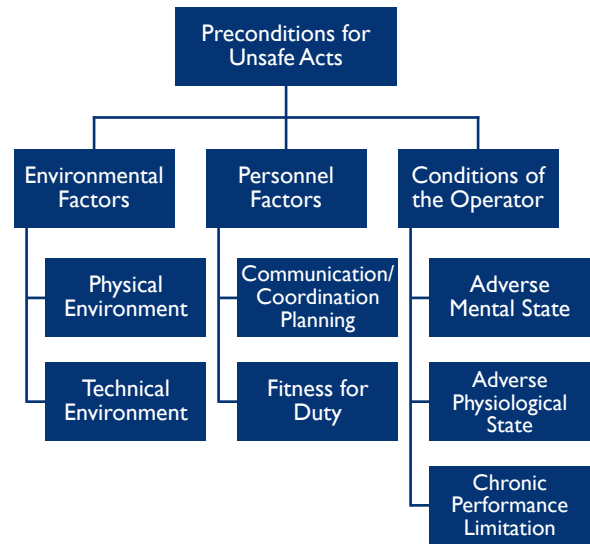 Preconditions for
Unsafe Acts
Environmental
Factors
Personnel
Factors
Conditions of
the Operator
Physical
Environment
Communication/
Coordination
Planning
Adverse
Mental State
Technical
Environment
Fitness for
Duty
Adverse
Physiological
State
Chronic
Performance
Limitation